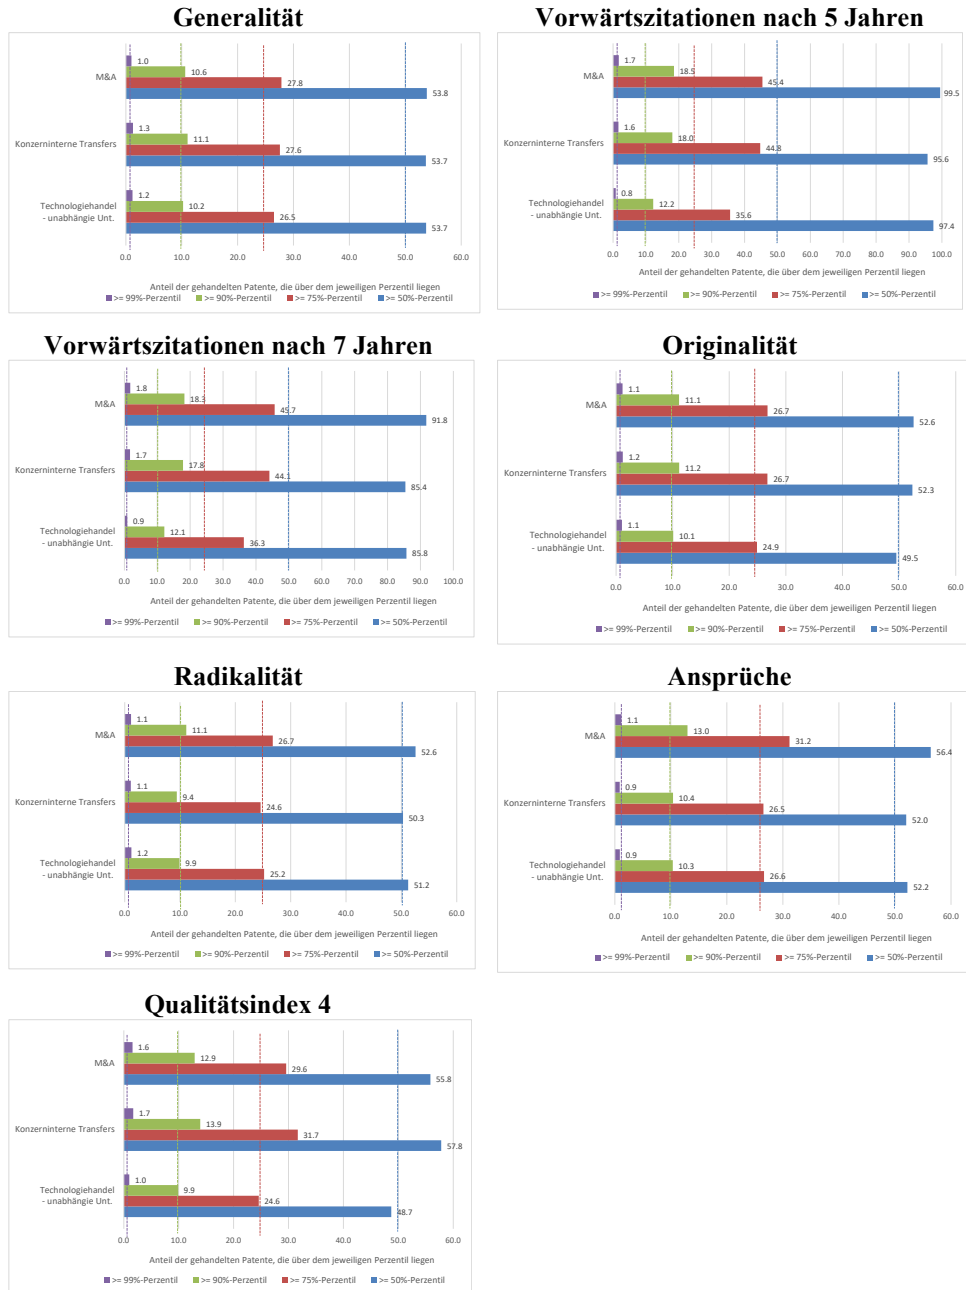 Generalität
M&A
1.0
10.6
27.8
53.8
Konzerninterne Transfers
1.3
11.1
27.6
53.7
Technologiehandel
- unabhängie Unt.
1.2
10.2
26.5
53.7
0.0 10.0 20.0 30.0 40.0 50.0 60.0
Anteil der gehandelten Patente, die über dem jeweiligen Perzentil liegen
>= 99%-Perzentil >= 90%-Perzentil >= 75%-Perzentil >= 50%-Perzentil
Vorwärtszitationen nach 5 Jahren
M&A
1.7
18.5
45.4
99.5
Konzerninterne Transfers
1.6
18.0
44.8
95.6
Technologiehandel
- unabhängie Unt.
0.8
12.2
35.6
97.4
0.0 10.0 20.0 30.0 40.0 50.0 60.0 70.0 80.0 90.0 100.0
Anteil der gehandelten Patente, die über dem jeweiligen Perzentil liegen
>= 99%-Perzentil >= 90%-Perzentil >= 75%-Perzentil >= 50%-Perzentil
Vorwärtszitationen nach 7 Jahren
M&A
1.8
18.3
45.7
91.8
Konzerninterne Transfers
1.7
17.8
44.1
85.4
Technologiehandel
- unabhängie Unt.
0.9
12.1
36.3
85.8
0.0 10.0 20.0 30.0 40.0 50.0 60.0 70.0 80.0 90.0 100.0
Anteil der gehandelten Patente, die über dem jeweiligen Perzentil liegen
>= 99%-Perzentil >= 90%-Perzentil >= 75%-Perzentil >= 50%-Perzentil
Originalität
M&A
1.1
11.1
26.7
52.6
Konzerninterne Transfers
1.2
11.2
26.7
52.3
Technologiehandel
- unabhängie Unt.
1.1
10.1
24.9
49.5
0.0 10.0 20.0 30.0 40.0 50.0 60.0
Anteil der gehandelten Patente, die über dem jeweiligen Perzentil liegen
>= 99%-Perzentil >= 90%-Perzentil >= 75%-Perzentil >= 50%-Perzentil
Radikalität
M&A
1.1
11.1
26.7
52.6
Konzerninterne Transfers
1.1
9.4
24.6
50.3
Technologiehandel
- unabhängie Unt.
1.2
9.9
25.2
51.2
0.0 10.0 20.0 30.0 40.0 50.0 60.0
Anteil der gehandelten Patente, die über dem jeweiligen Perzentil liegen
>= 99%-Perzentil >= 90%-Perzentil >= 75%-Perzentil >= 50%-Perzentil
Ansprüche
M&A
1.1
13.0
31.2
56.4
Konzerninterne Transfers
0.9
10.4
26.5
52.0
Technologiehandel
- unabhängie Unt.
0.9
10.3
26.6
52.2
0.0 10.0 20.0 30.0 40.0 50.0 60.0
Anteil der gehandelten Patente, die über dem jeweiligen Perzentil liegen
>= 99%-Perzentil >= 90%-Perzentil >= 75%-Perzentil >= 50%-Perzentil
Qualitätsindex 4
M&A
1.6
12.9
29.6
55.8
Konzerninterne Transfers
1.7
13.9
31.7
57.8
Technologiehandel
- unabhängie Unt.
1.0
9.9
24.6
48.7
0.0 10.0 20.0 30.0 40.0 50.0 60.0
Anteil der gehandelten Patente, die über dem jeweiligen Perzentil liegen
>= 99%-Perzentil >= 90%-Perzentil >= 75%-Perzentil >= 50%-Perzentil